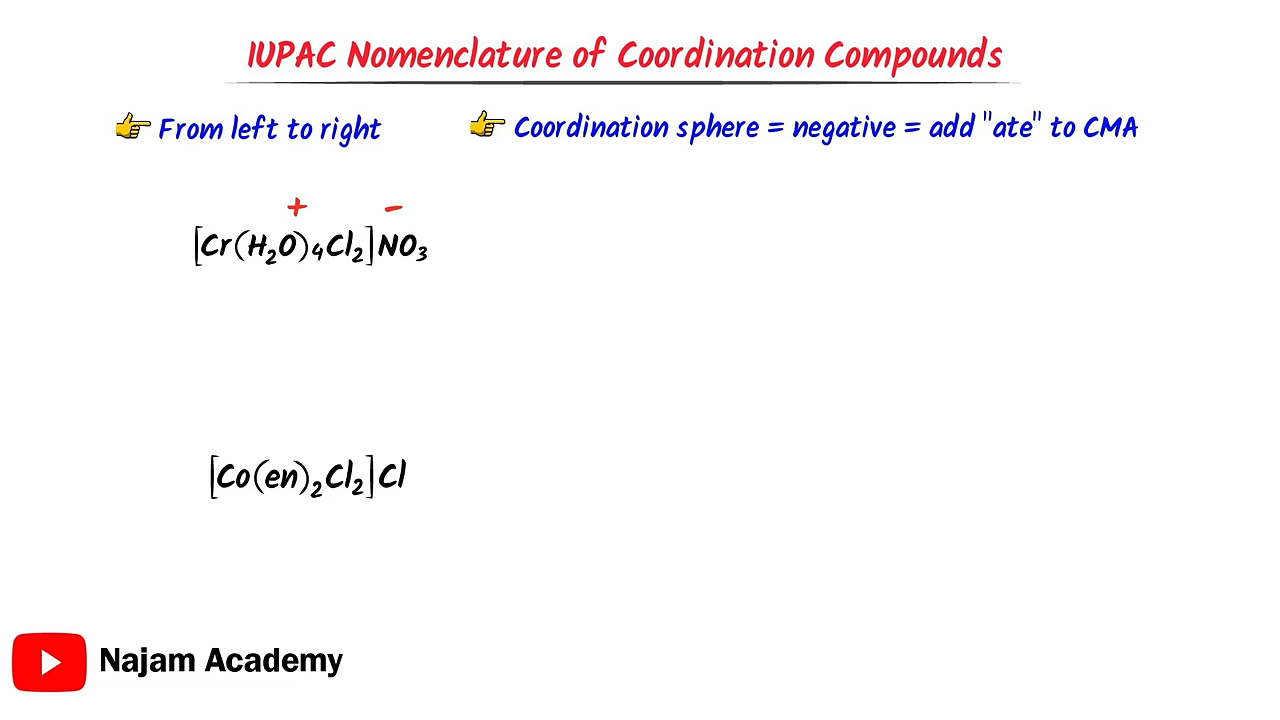 IUPAC Nomenclature of Coordination Compounds
👉 From left to right
👉 Coordination sphere = negative = add "ate" to CMA
+ −
[Cr(H₂O)₄Cl₂]NO₃
[Co(en)₂Cl₂]Cl
Najam Academy